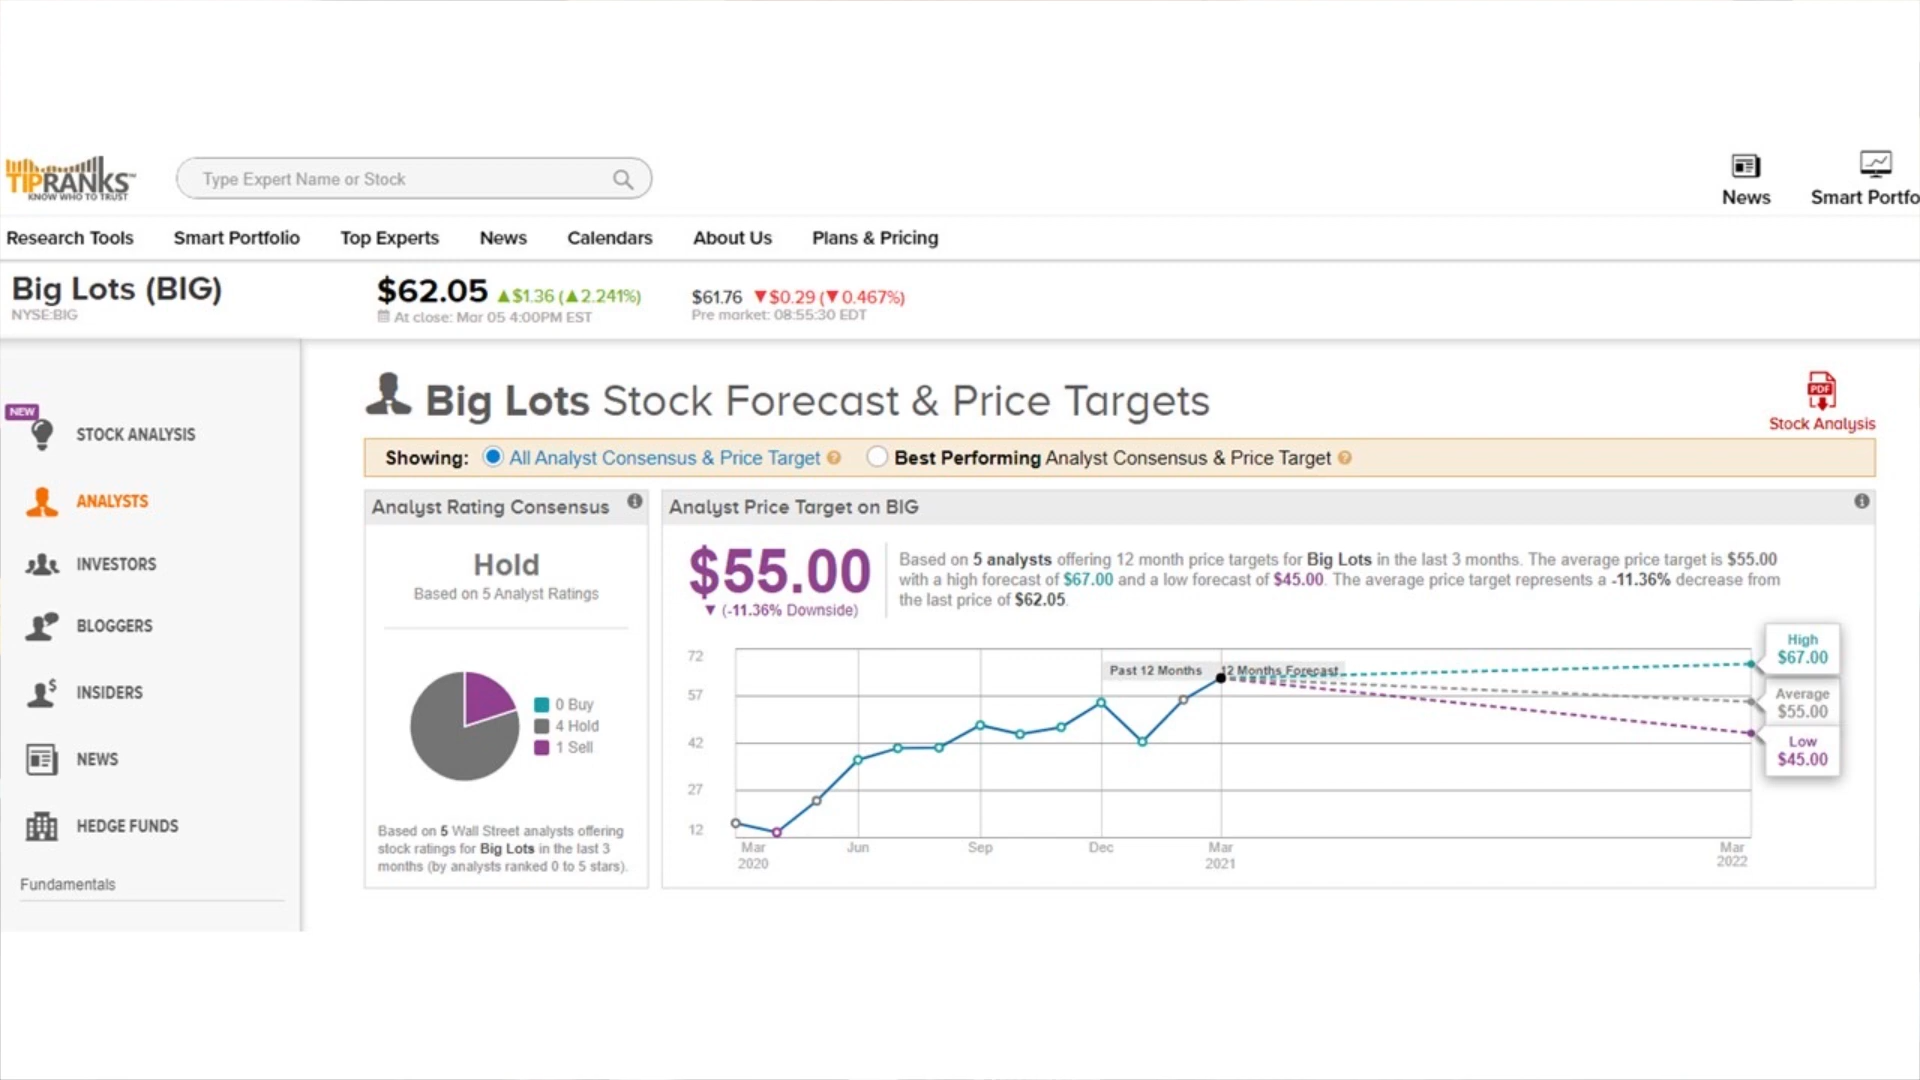 TIPRANKS™
KNOW WHO TO TRUST
Type Expert Name or Stock
News
Smart Portfo
Research Tools
Smart Portfolio
Top Experts
News
Calendars
About Us
Plans & Pricing
Big Lots (BIG)
NYSE:BIG
$62.05 ▲$1.36 (▲2.241%)
At close: Mar 05 4:00PM EST
$61.76 ▼$0.29 (▼0.467%)
Pre market: 08:55:30 EDT
NEW
STOCK ANALYSIS
ANALYSTS
INVESTORS
BLOGGERS
INSIDERS
NEWS
HEDGE FUNDS
Fundamentals
Big Lots Stock Forecast & Price Targets
PDF
Stock Analysis
Showing:
All Analyst Consensus & Price Target
Best Performing Analyst Consensus & Price Target
Analyst Rating Consensus
Hold
Based on 5 Analyst Ratings
0 Buy
4 Hold
1 Sell
Based on 5 Wall Street analysts offering
stock ratings for Big Lots in the last 3
months (by analysts ranked 0 to 5 stars).
Analyst Price Target on BIG
$55.00
▼ (-11.36% Downside)
Based on 5 analysts offering 12 month price targets for Big Lots in the last 3 months. The average price target is $55.00
with a high forecast of $67.00 and a low forecast of $45.00. The average price target represents a -11.36% decrease from
the last price of $62.05.
72
57
42
27
12
Past 12 Months
12 Months Forecast
High
$67.00
Average
$55.00
Low
$45.00
Mar
2020
Jun
Sep
Dec
Mar
2021
Mar
2022